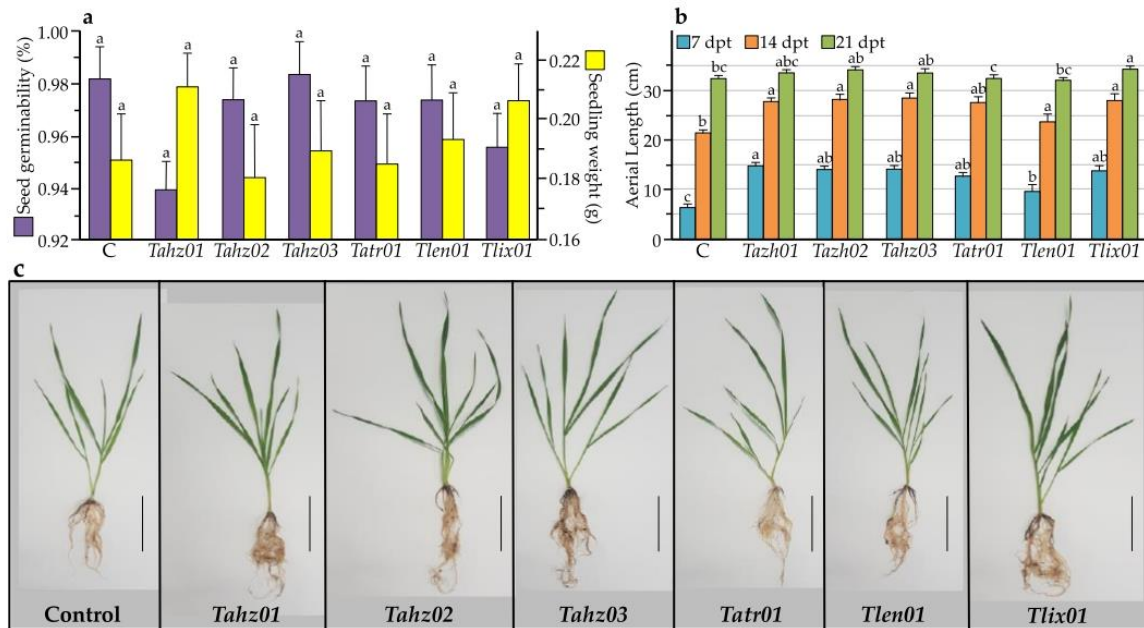 a
Seed germinability (%)
1.00
0.98
0.96
0.94
0.92
a a a a a a a
a a a a a a a
0.22
0.20
0.18
0.16
Seedling weight (g)
C Tahz01 Tahz02 Tahz03 Tatr01 Tlen01 Tlix01
b
7 dpt 14 dpt 21 dpt
Aerial Length (cm)
30
20
10
0
bc abc ab ab c bc a
b a a a ab a a
c a ab ab ab b ab
C Tazh01 Tazh02 Tahz03 Tatr01 Tlen01 Tlix01
c
Control Tahz01 Tahz02 Tahz03 Tatr01 Tlen01 Tlix01